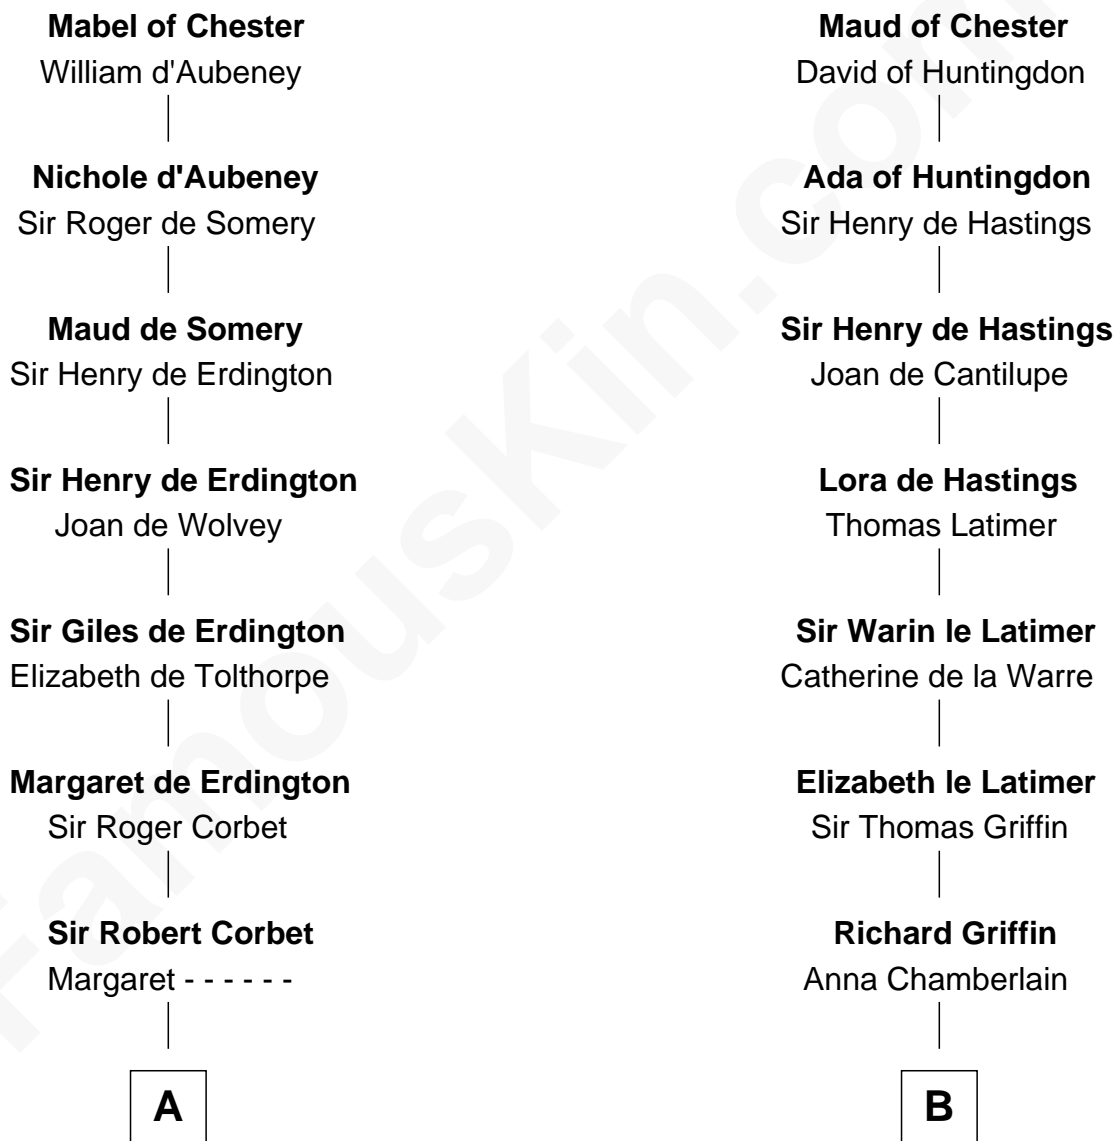 Mabel of Chester
William d'Aubeney
Nichole d'Aubeney
Sir Roger de Somery
Maud de Somery
Sir Henry de Erdington
Sir Henry de Erdington
Joan de Wolvey
Sir Giles de Erdington
Elizabeth de Tolthorpe
Margaret de Erdington
Sir Roger Corbet
Sir Robert Corbet
Margaret - - - - - -
A
Maud of Chester
David of Huntingdon
Ada of Huntingdon
Sir Henry de Hastings
Sir Henry de Hastings
Joan de Cantilupe
Lora de Hastings
Thomas Latimer
Sir Warin le Latimer
Catherine de la Warre
Elizabeth le Latimer
Sir Thomas Griffin
Richard Griffin
Anna Chamberlain
B
FamousKin.com